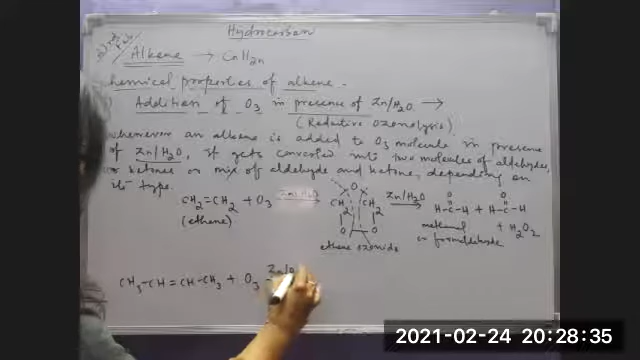 Hydrocarbon
Alkene → CnH2n
chemical properties of alkene -
Addition of O3 in presence of Zn/H2O →
(Reductive Ozonolysis)
whenever an alkene is added to O3 molecule in presence
of Zn/H2O, it gets converted into two molecules of aldehydes
or ketones or mix of aldehyde and ketone, depending on
its type.
CH2=CH2 + O3 → Zn/H2O → H-C-H + H-C-H
O O O
CH2 CH2
O O
(ethene)
ethene ozonide
methanal + H2O2
or formaldehyde
CH3-CH=CH-CH3 + O3
2021-02-24 20:28:35